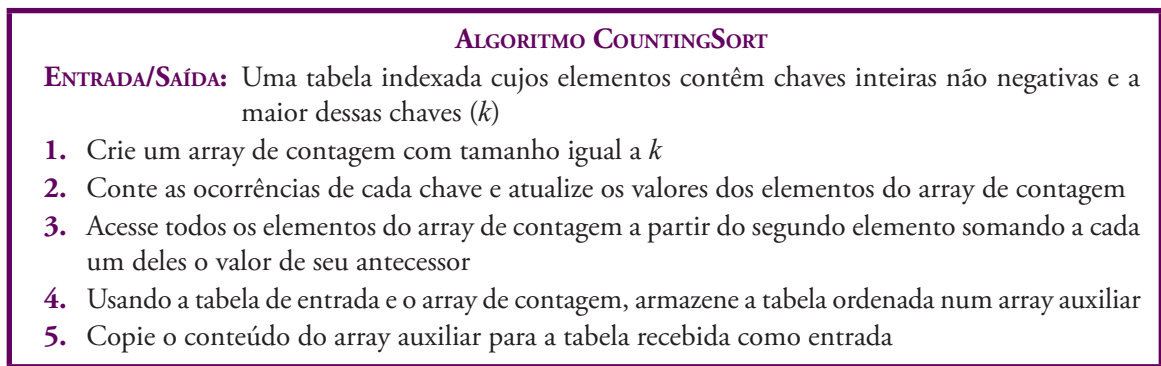 ALGORITMO COUNTINGSORT
ENTRADA/SAÍDA: Uma tabela indexada cujos elementos contêm chaves inteiras não negativas e a
maior dessas chaves (k)
1. Crie um array de contagem com tamanho igual a k
2. Conte as ocorrências de cada chave e atualize os valores dos elementos do array de contagem
3. Acesse todos os elementos do array de contagem a partir do segundo elemento somando a cada
um deles o valor de seu antecessor
4. Usando a tabela de entrada e o array de contagem, armazene a tabela ordenada num array auxiliar
5. Copie o conteúdo do array auxiliar para a tabela recebida como entrada